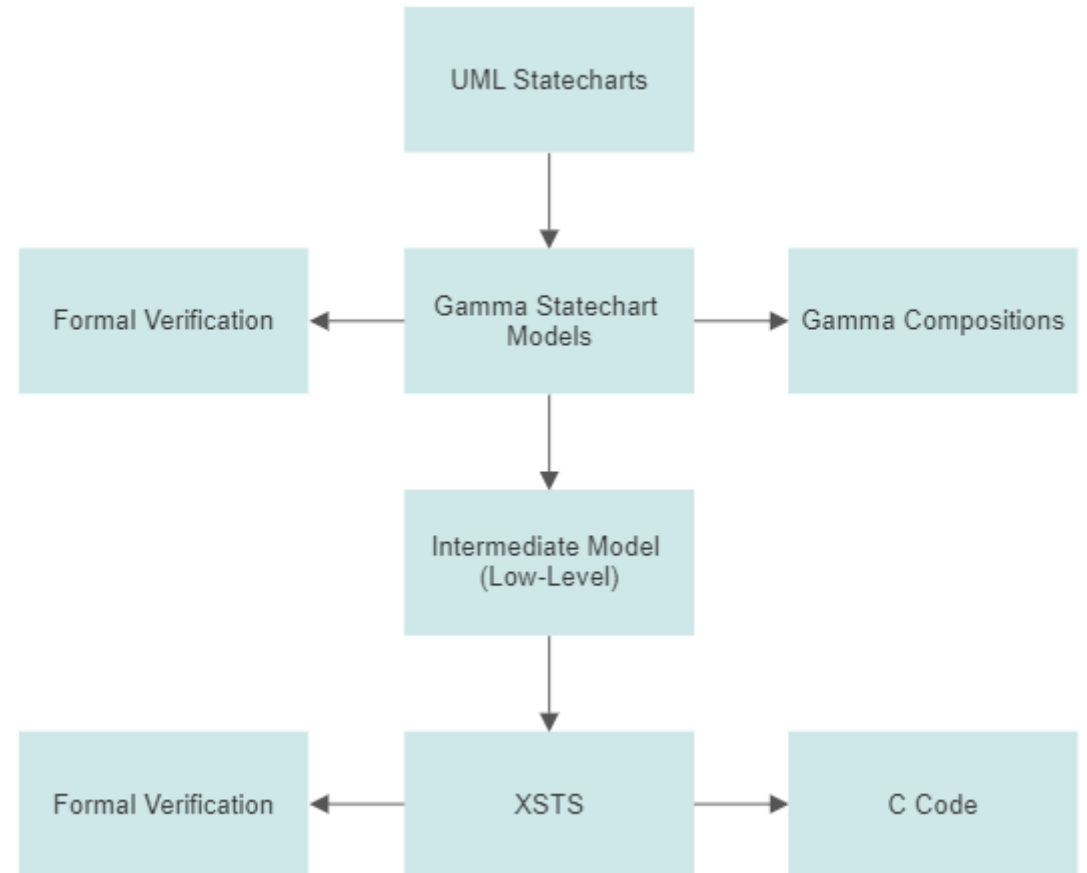 UML Statecharts
Formal Verification
Gamma Statechart
Models
Gamma Compositions
Intermediate Model
(Low-Level)
Formal Verification
XSTS
C Code